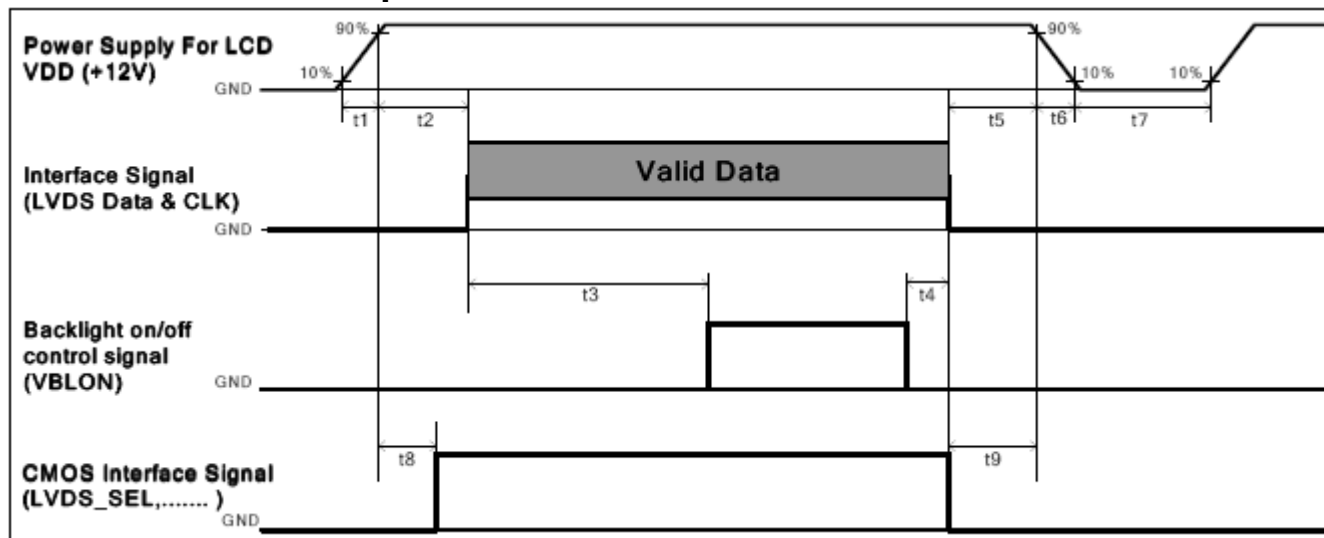 Power Supply For LCD
VDD (+12V)
90%
10%
GND
90%
10%
10%
t1
t2
t5
t6
t7
Interface Signal
(LVDS Data & CLK)
Valid Data
GND
t3
t4
Backlight on/off
control signal
(VBLON)
GND
t8
t9
CMOS Interface Signal
(LVDS_SEL,....... )
GND